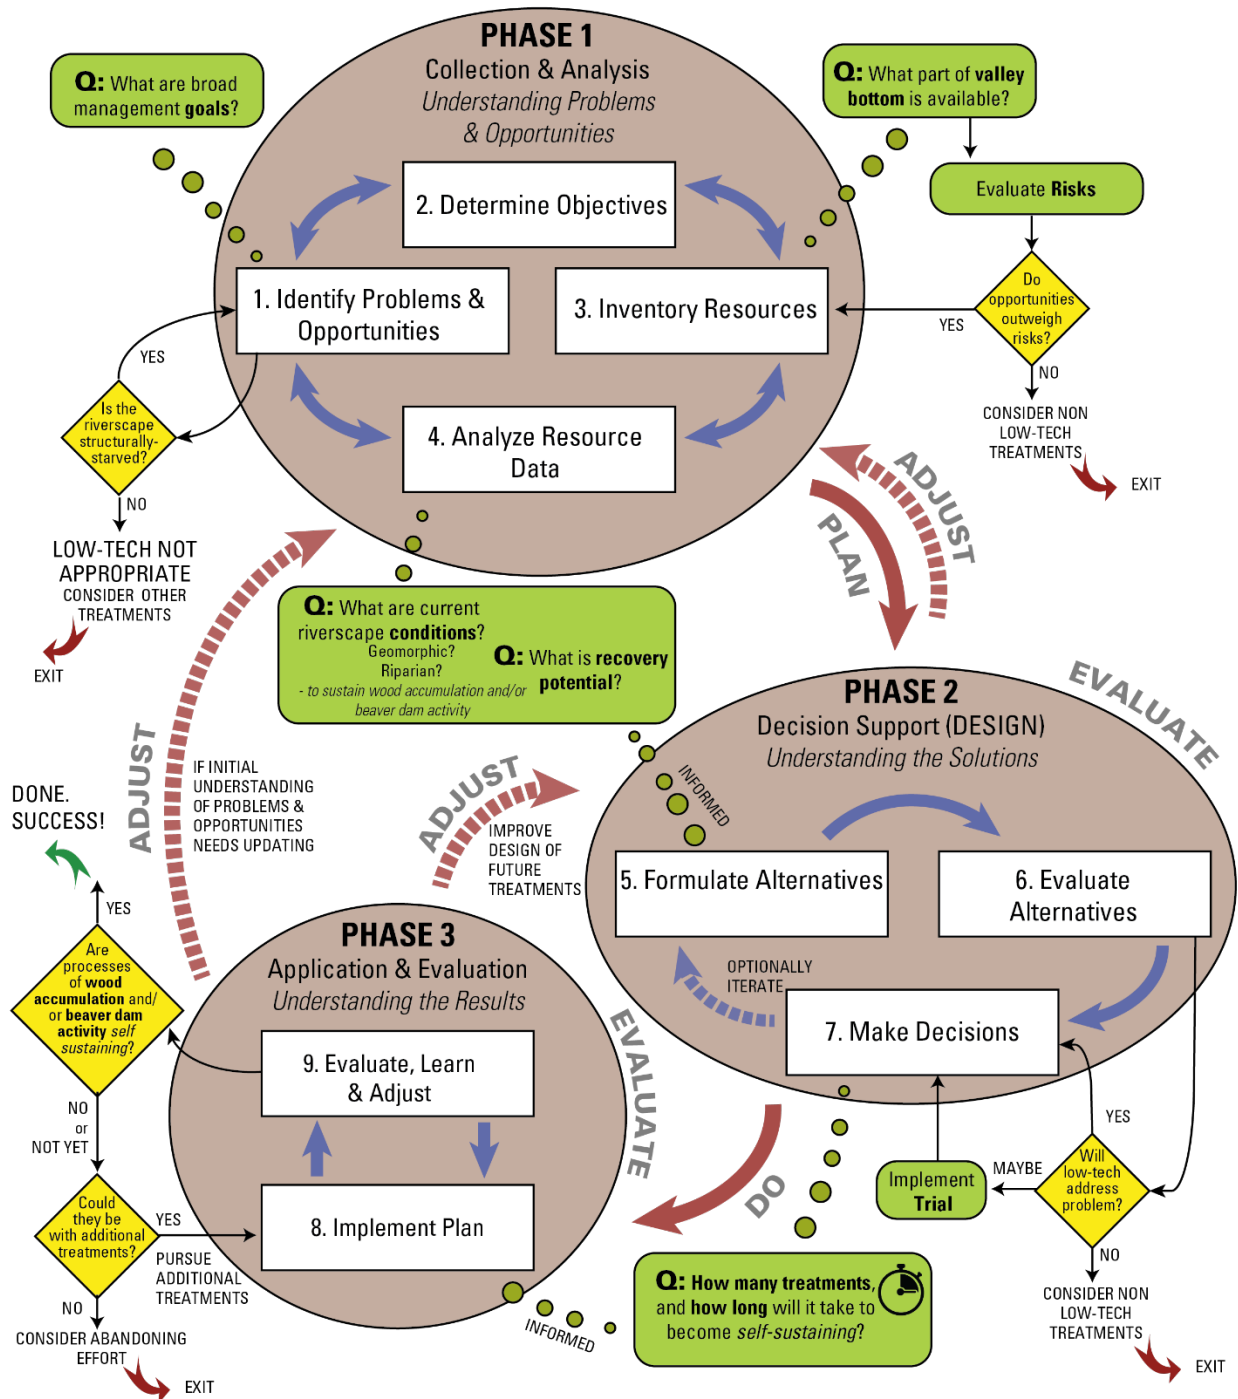 PHASE 1
Collection & Analysis
Understanding Problems
& Opportunities
Q: What are broad
management goals?
Q: What part of valley
bottom is available?
Evaluate Risks
Do
opportunities
outweigh
risks?
YES
NO
CONSIDER NON
LOW-TECH
TREATMENTS
EXIT
2. Determine Objectives
1. Identify Problems &
Opportunities
3. Inventory Resources
4. Analyze Resource
Data
YES
Is the
riverscape
structurally-
starved?
NO
LOW-TECH NOT
APPROPRIATE
CONSIDER OTHER
TREATMENTS
EXIT
ADJUST
PLAN
Q: What are current
riverscape conditions?
Geomorphic?
Riparian?
- to sustain wood accumulation and/or
beaver dam activity
Q: What is recovery
potential?
INFORMED
ADJUST
IF INITIAL
UNDERSTANDING
OF PROBLEMS &
OPPORTUNITIES
NEEDS UPDATING
ADJUST
IMPROVE
DESIGN OF
FUTURE
TREATMENTS
PHASE 2
Decision Support (DESIGN)
Understanding the Solutions
EVALUATE
5. Formulate Alternatives
6. Evaluate
Alternatives
OPTIONALLY
ITERATE
7. Make Decisions
YES
MAYBE
Will
low-tech
address
problem?
Implement
Trial
NO
CONSIDER NON
LOW-TECH
TREATMENTS
EXIT
DO
Q: How many treatments,
and how long will it take to
become self-sustaining?
INFORMED
PHASE 3
Application & Evaluation
Understanding the Results
EVALUATE
9. Evaluate, Learn
& Adjust
8. Implement Plan
DONE.
SUCCESS!
YES
Are
processes
of wood
accumulation and/
or beaver dam
activity self
sustaining?
NO
or
NOT YET
Could
they be
with additional
treatments?
YES
PURSUE
ADDITIONAL
TREATMENTS
NO
CONSIDER ABANDONING
EFFORT
EXIT